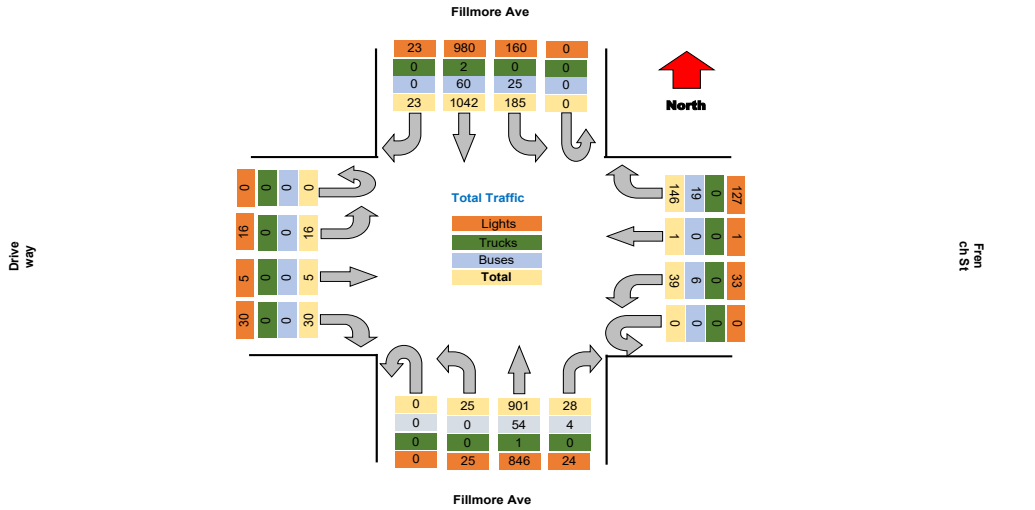 Fillmore Ave
23 980 160 0
0 2 0 0
0 60 25 0
23 1042 185 0
North
0 0 0 0
16 0 0 16
5 0 0 5
30 0 0 30
Drive
way
Total Traffic
Lights
Trucks
Buses
Total
146 19 0 127
1 0 0 1
39 6 0 33
0 0 0 0
Fren
ch St
0 25 901 28
0 0 54 4
0 0 1 0
0 25 846 24
Fillmore Ave